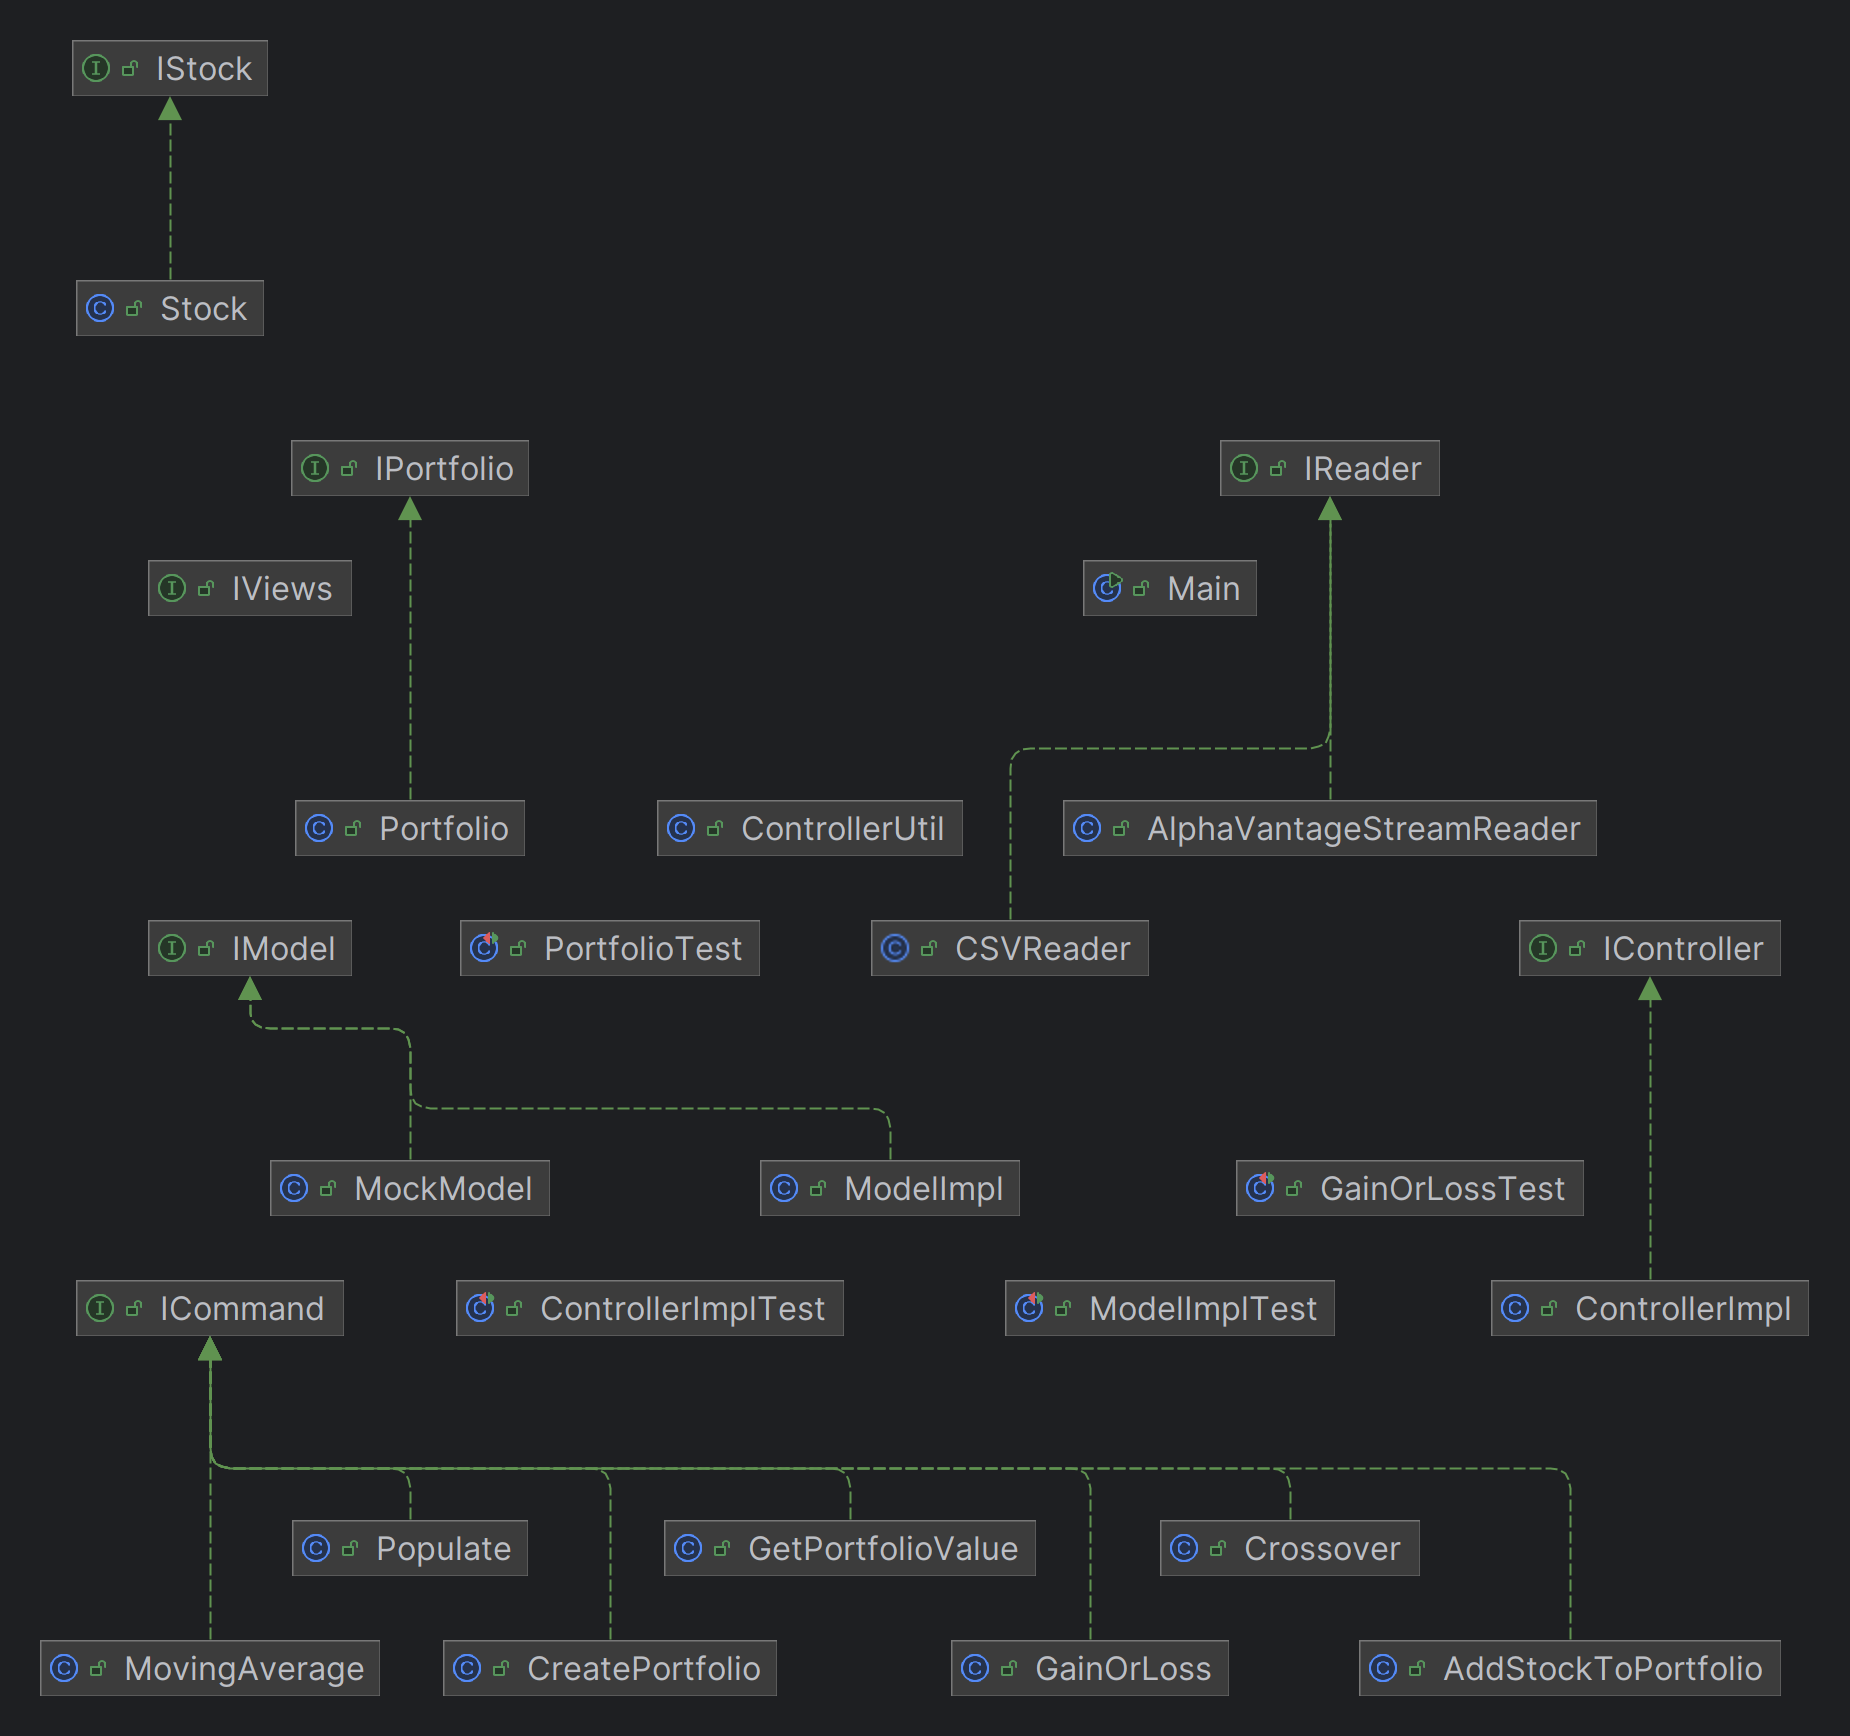 IStock
Stock
IPortfolio
IReader
IViews
Main
Portfolio
ControllerUtil
AlphaVantageStreamReader
IModel
PortfolioTest
CSVReader
IController
MockModel
ModelImpl
GainOrLossTest
ICommand
ControllerImplTest
ModelImplTest
ControllerImpl
Populate
GetPortfolioValue
Crossover
MovingAverage
CreatePortfolio
GainOrLoss
AddStockToPortfolio